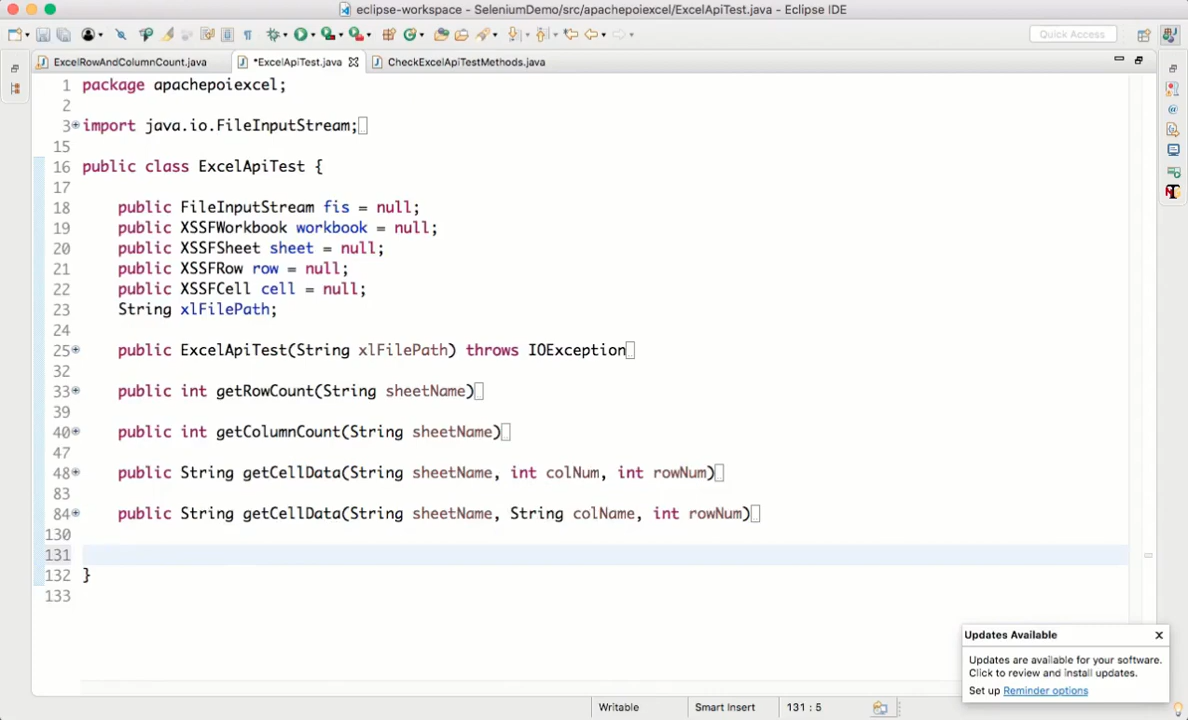 eclipse-workspace - SeleniumDemo/src/apachepoiexcel/ExcelApiTest.java - Eclipse IDE
Quick Access
ExcelRowAndColumnCount.java
*ExcelApiTest.java
CheckExcelApiTestMethods.java
1 package apachepoiexcel;
2
3 import java.io.FileInputStream;
15
16 public class ExcelApiTest {
17
18 public FileInputStream fis = null;
19 public XSSFWorkbook workbook = null;
20 public XSSFSheet sheet = null;
21 public XSSFRow row = null;
22 public XSSFCell cell = null;
23 String xlFilePath;
24
25 public ExcelApiTest(String xlFilePath) throws IOException
32
33 public int getRowCount(String sheetName)
39
40 public int getColumnCount(String sheetName)
47
48 public String getCellData(String sheetName, int colNum, int rowNum)
83
84 public String getCellData(String sheetName, String colName, int rowNum)
130
131
132 }
133
Updates Available
Updates are available for your software.
Click to review and install updates.
Set up Reminder options
Writable
Smart Insert
131 : 5